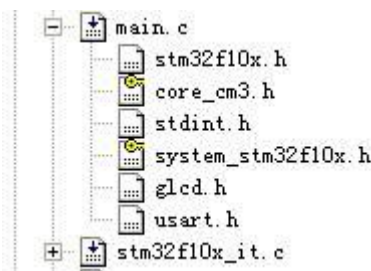 main.c
stm32f10x.h
core_cm3.h
stdint.h
system_stm32f10x.h
glcd.h
usart.h
stm32f10x_it.c